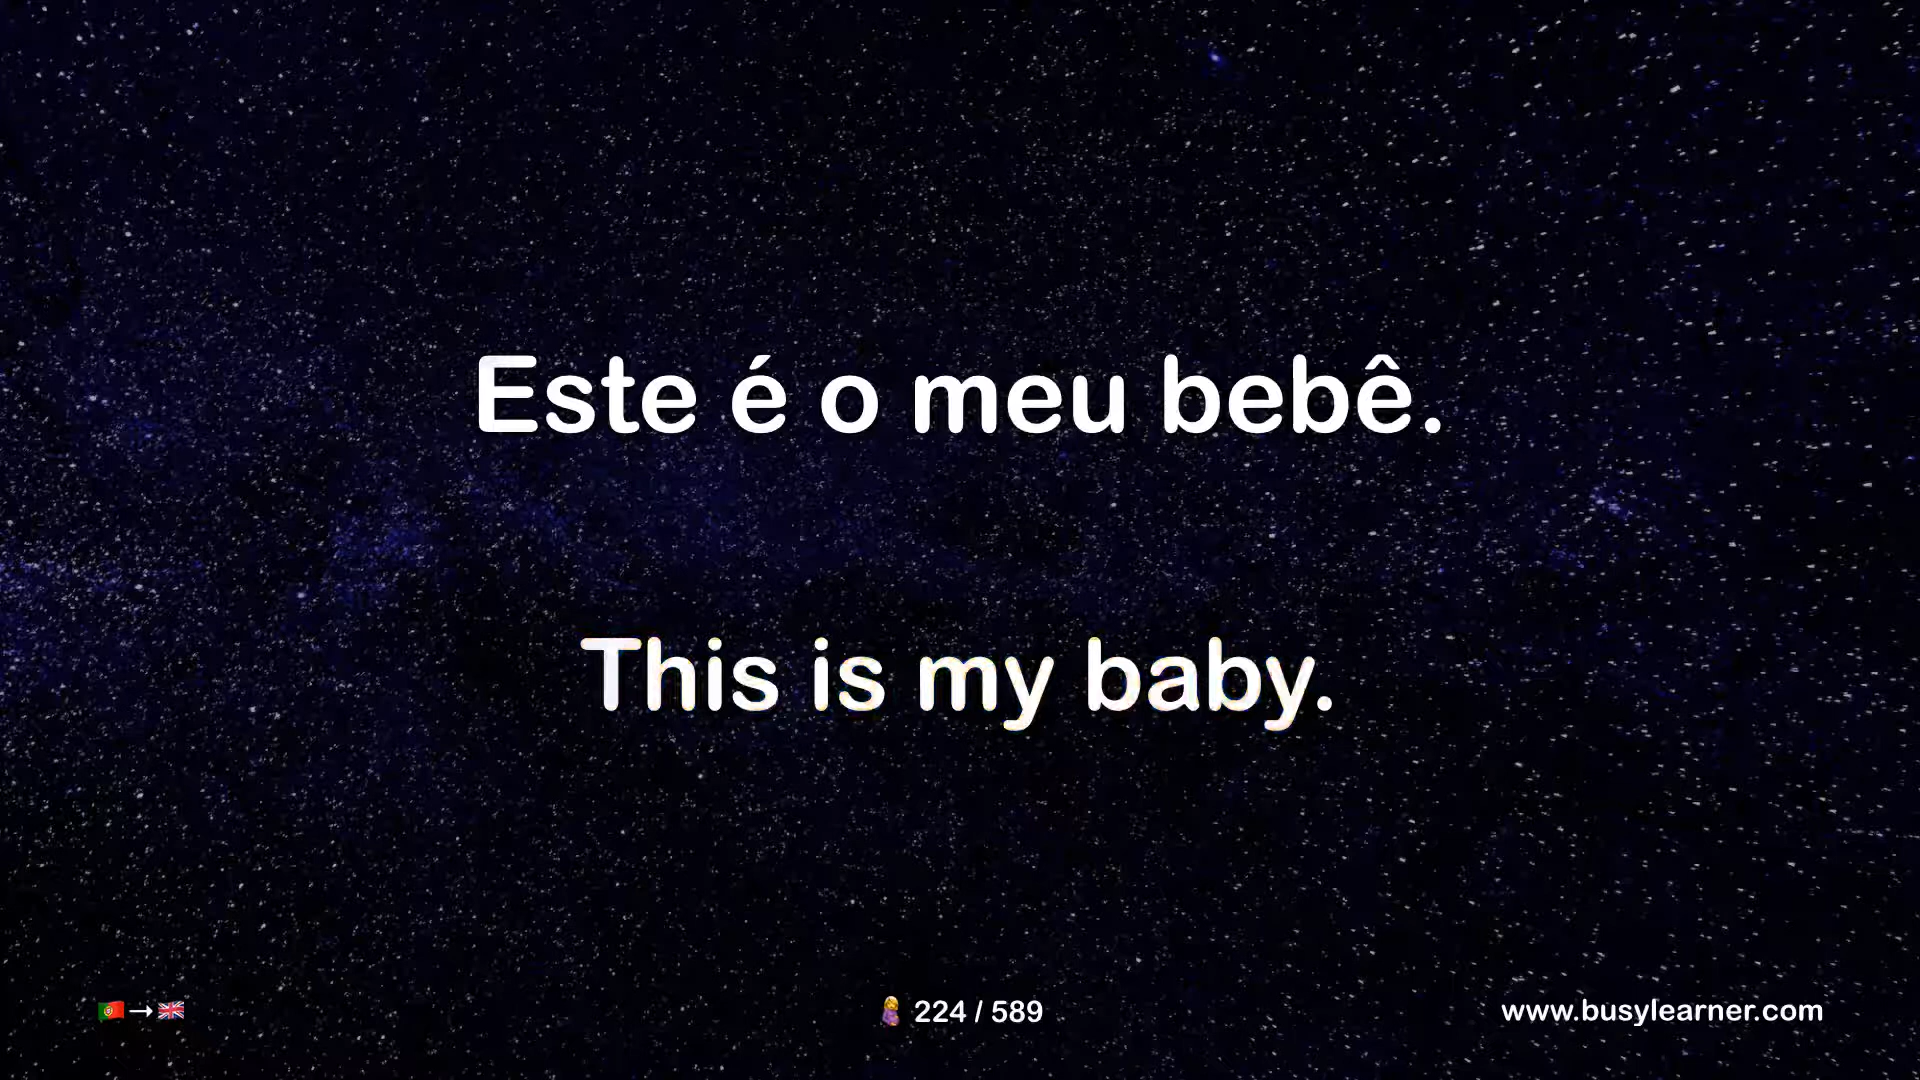 Este é o meu bebê.
This is my baby.
→ 224 / 589 www.busylearner.com